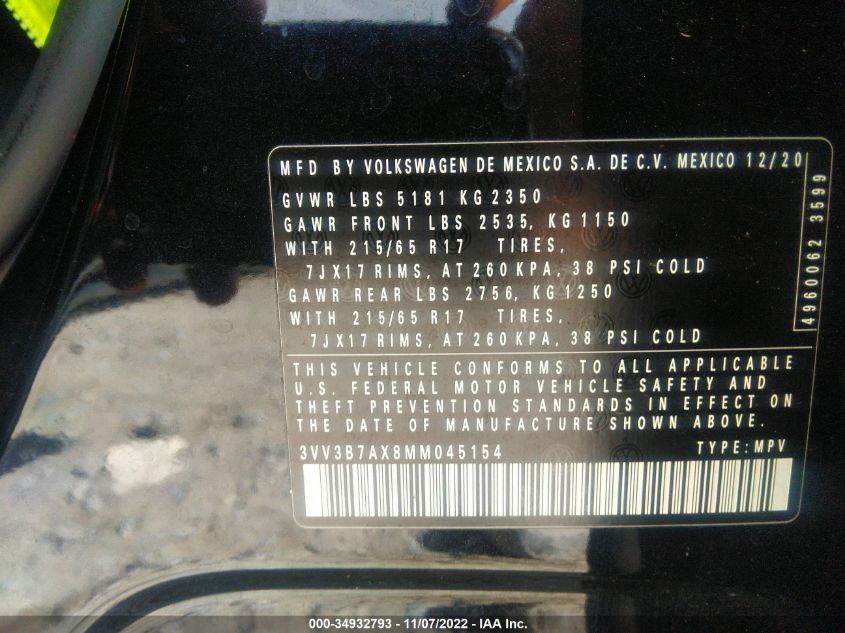 MFD BY VOLKSWAGEN DE MEXICO S.A. DE C.V. MEXICO 12/20
GVWR LBS 5181 KG 2350
GAWR FRONT LBS 2535, KG 1150
WITH 215/65 R17 TIRES,
7JX17 RIMS, AT 260 KPA, 38 PSI COLD
GAWR REAR LBS 2756, KG 1250
WITH 215/65 R17 TIRES,
7JX17 RIMS, AT 260 KPA, 38 PSI COLD
4960062 3599
THIS VEHICLE CONFORMS TO ALL APPLICABLE
U.S. FEDERAL MOTOR VEHICLE SAFETY AND
THEFT PREVENTION STANDARDS IN EFFECT ON
THE DATE OF MANUFACTURE SHOWN ABOVE.
3VV3B7AX8MM045154 TYPE: MPV
000-34932793 - 11/07/2022 - IAA Inc.